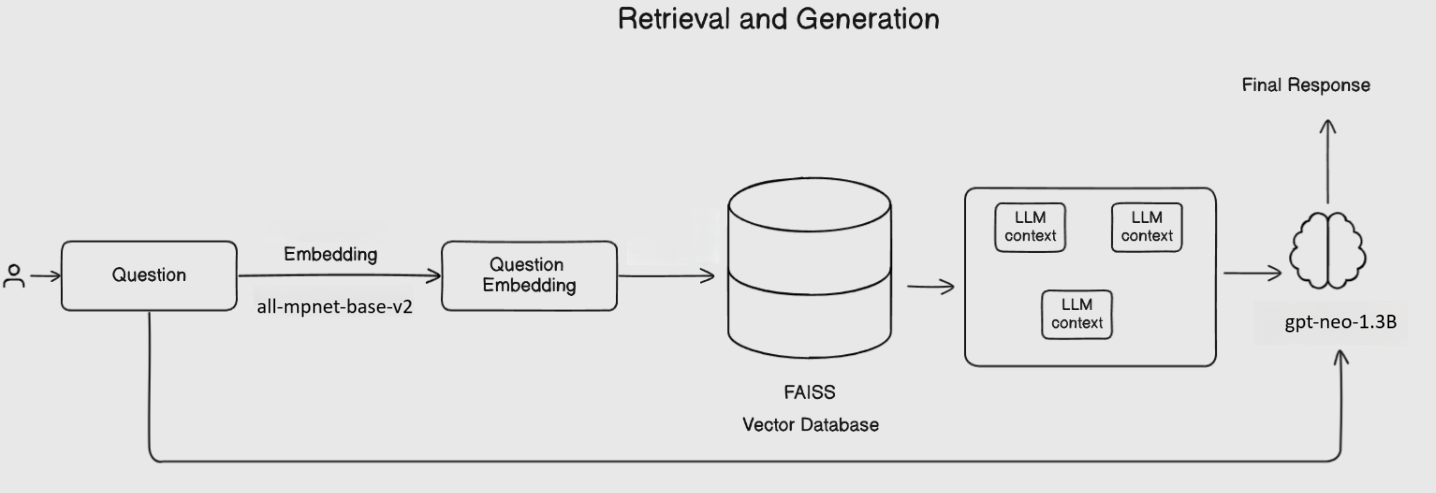 Retrieval and Generation
Final Response
Question
Embedding
all-mpnet-base-v2
Question
Embedding
FAISS
Vector Database
LLM
context
LLM
context
LLM
context
gpt-neo-1.3B